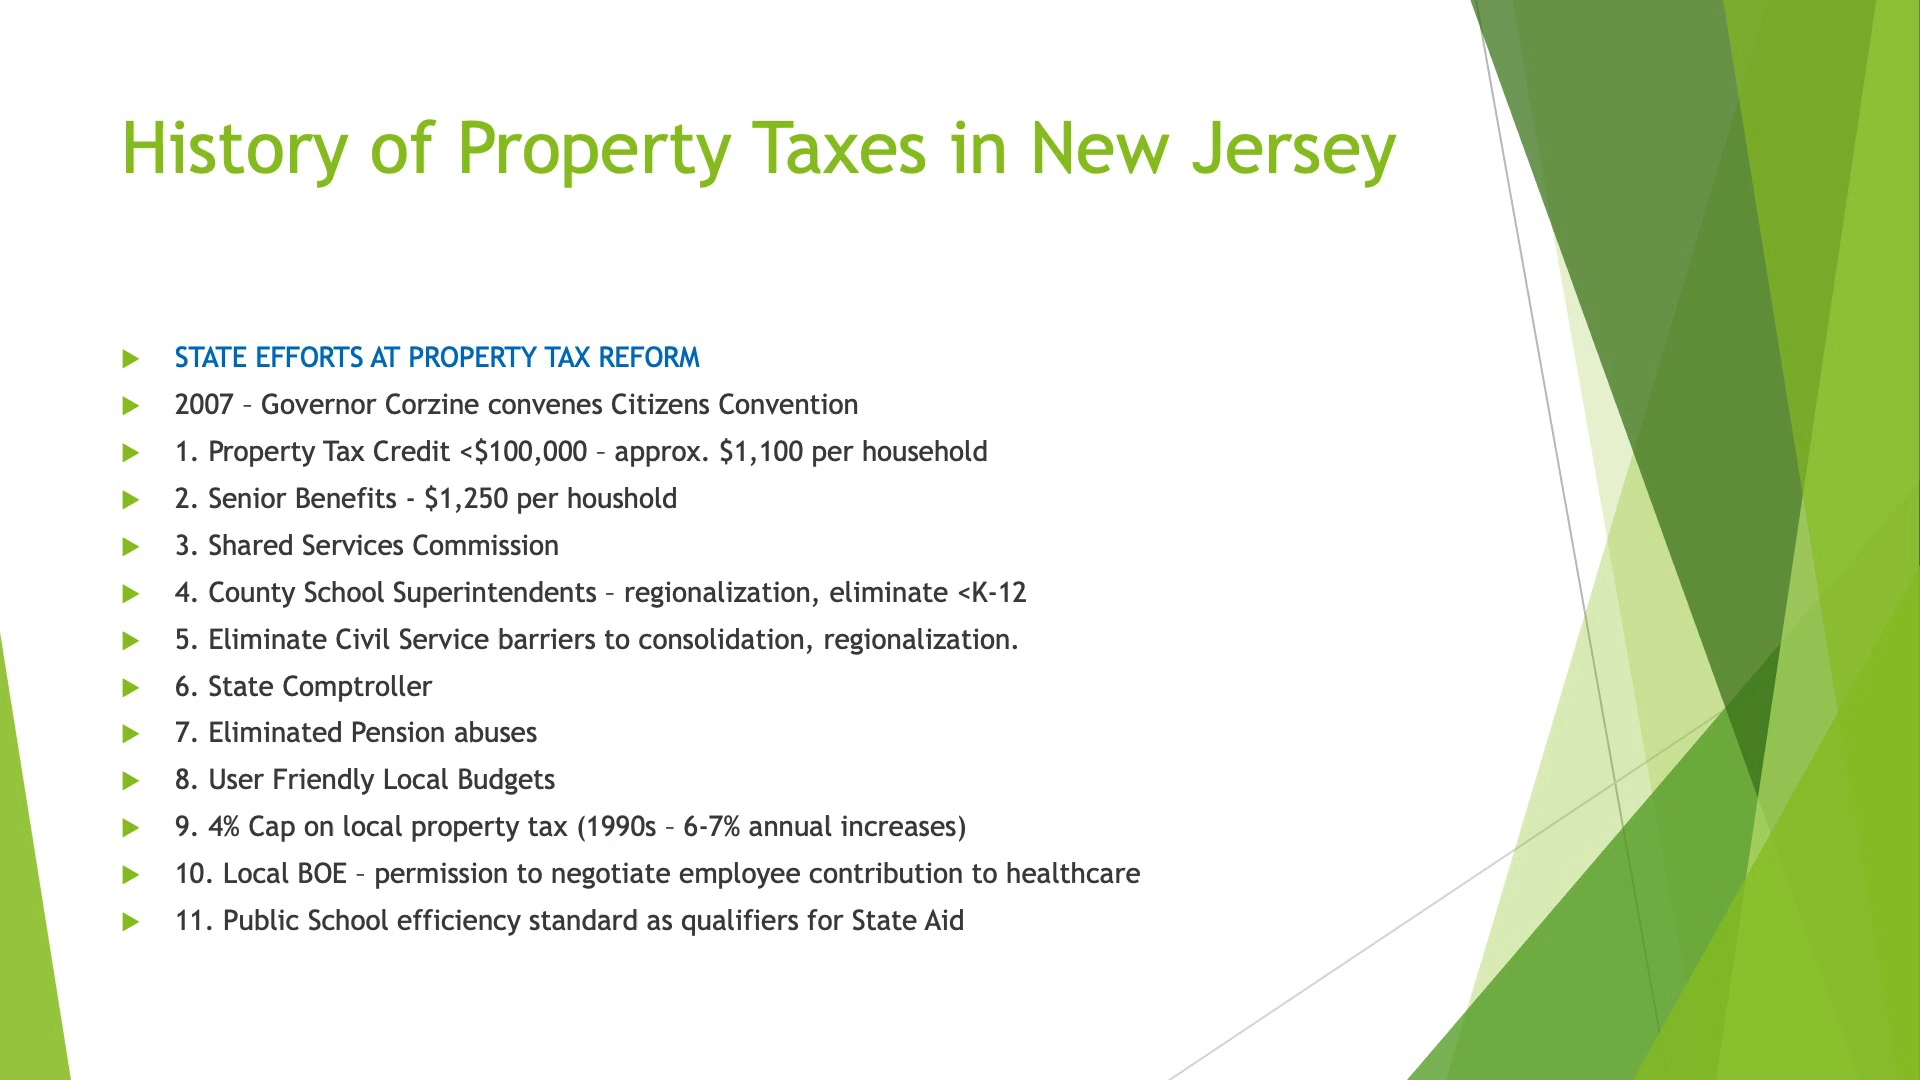 History of Property Taxes in New Jersey
STATE EFFORTS AT PROPERTY TAX REFORM
2007 – Governor Corzine convenes Citizens Convention
1. Property Tax Credit <$100,000 – approx. $1,100 per household
2. Senior Benefits - $1,250 per houshold
3. Shared Services Commission
4. County School Superintendents – regionalization, eliminate <K-12
5. Eliminate Civil Service barriers to consolidation, regionalization.
6. State Comptroller
7. Eliminated Pension abuses
8. User Friendly Local Budgets
9. 4% Cap on local property tax (1990s – 6-7% annual increases)
10. Local BOE – permission to negotiate employee contribution to healthcare
11. Public School efficiency standard as qualifiers for State Aid